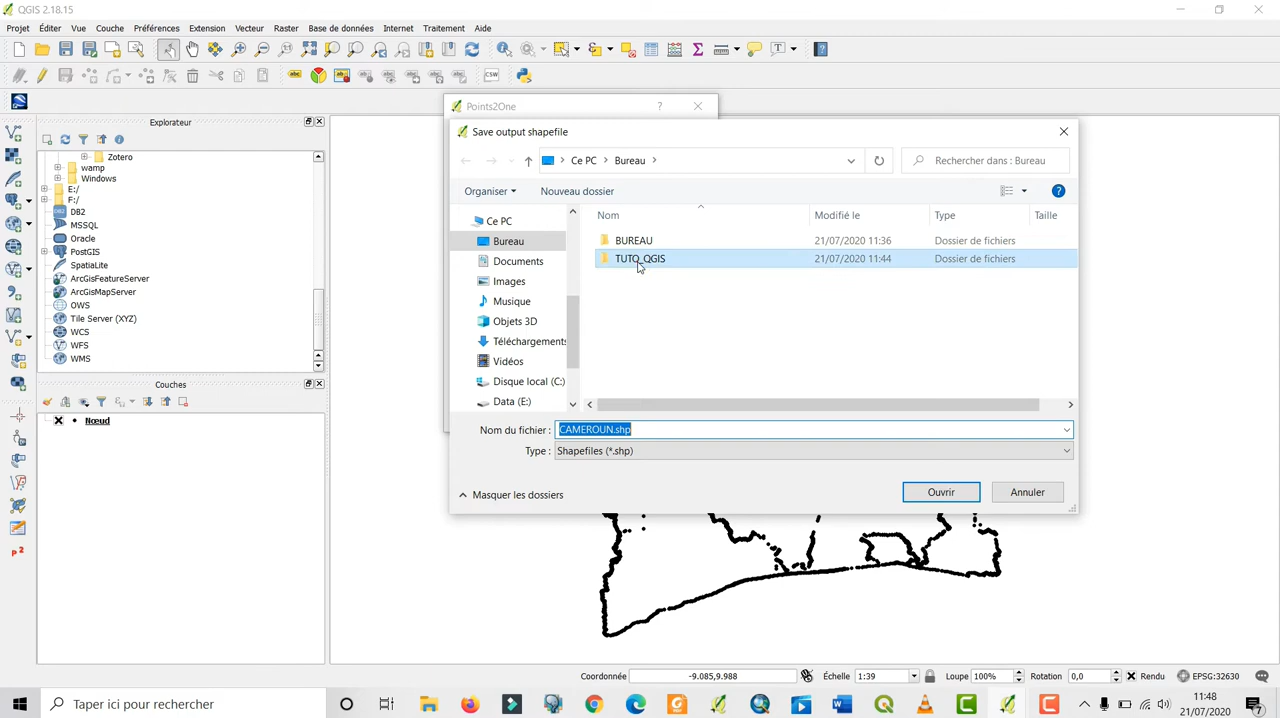 QGIS 2.18.15
Projet Editer Vue Couche Préférences Extension Vecteur Raster Base de données Internet Traitement Aide
Explorateur
Zotero
wamp
Windows
E:/
F:/
DB2
MSSQL
Oracle
PostGIS
SpatiaLite
ArcGisFeatureServer
ArcGisMapServer
OWS
Tile Server (XYZ)
WCS
WFS
WMS
Couches
Nœud
Points2One ?
Save output shapefile
Ce PC Bureau
Rechercher dans : Bureau
Organiser Nouveau dossier
Nom Modifié le Type Taille
BUREAU 21/07/2020 11:36 Dossier de fichiers
TUTO_QGIS 21/07/2020 11:44 Dossier de fichiers
Ce PC
Bureau
Documents
Images
Musique
Objets 3D
Téléchargements
Vidéos
Disque local (C:)
Data (E:)
Nom du fichier : CAMEROUN.shp
Type : Shapefiles (*.shp)
Masquer les dossiers
Ouvrir Annuler
Coordonnée -9.085,9.988 Échelle 1:39 Loupe 100% Rotation 0,0 Rendu EPSG:32630
Taper ici pour rechercher
11:48
21/07/2020